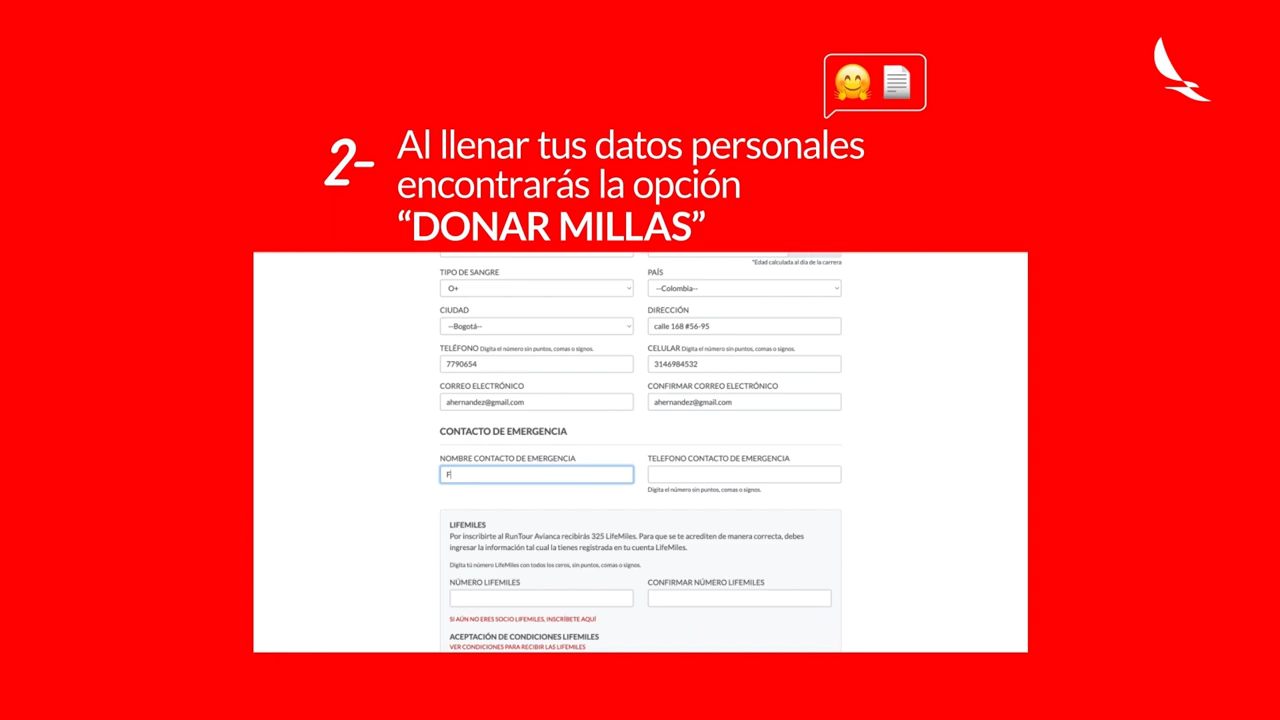 2-
Al llenar tus datos personales
encontrarás la opción
“DONAR MILLAS”
*Edad calculada al día de la carrera
TIPO DE SANGRE
PAÍS
O+
--Colombia--
CIUDAD
DIRECCIÓN
--Bogotá--
calle 168 #56-95
TELÉFONO Digita el número sin puntos, comas o signos.
CELULAR Digita el número sin puntos, comas o signos.
7790654
3146984532
CORREO ELECTRÓNICO
CONFIRMAR CORREO ELECTRÓNICO
ahernandez@gmail.com
ahernandez@gmail.com
CONTACTO DE EMERGENCIA
NOMBRE CONTACTO DE EMERGENCIA
TELEFONO CONTACTO DE EMERGENCIA
F
Digita el número sin puntos, comas o signos.
LIFEMILES
Por inscribirte al RunTour Avianca recibirás 325 LifeMiles. Para que se te acrediten de manera correcta, debes
ingresar la información tal cual la tienes registrada en tu cuenta LifeMiles.
Digita tú número LifeMiles con todos los ceros, sin puntos, comas o signos.
NÚMERO LIFEMILES
CONFIRMAR NÚMERO LIFEMILES
SI AÚN NO ERES SOCIO LIFEMILES, INSCRÍBETE AQUÍ
ACEPTACIÓN DE CONDICIONES LIFEMILES
VER CONDICIONES PARA RECIBIR LAS LIFEMILES